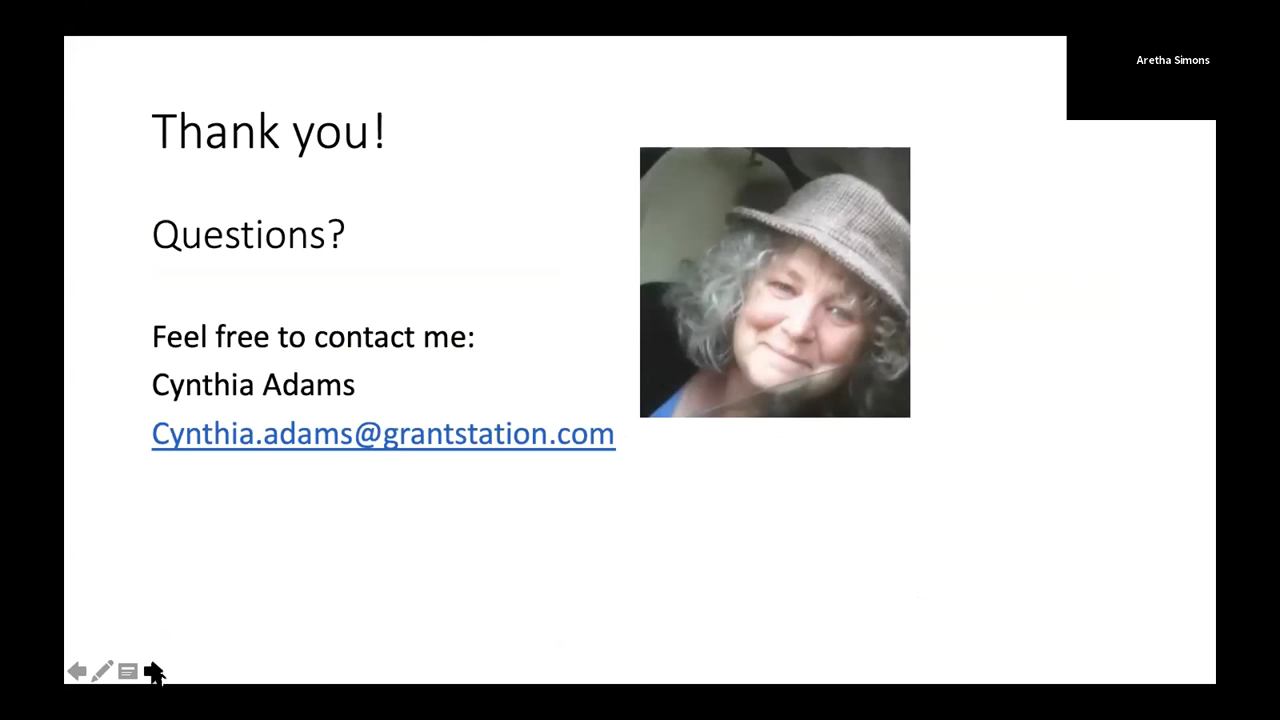 Aretha Simons
Thank you!
Questions?
Feel free to contact me:
Cynthia Adams
Cynthia.adams@grantstation.com